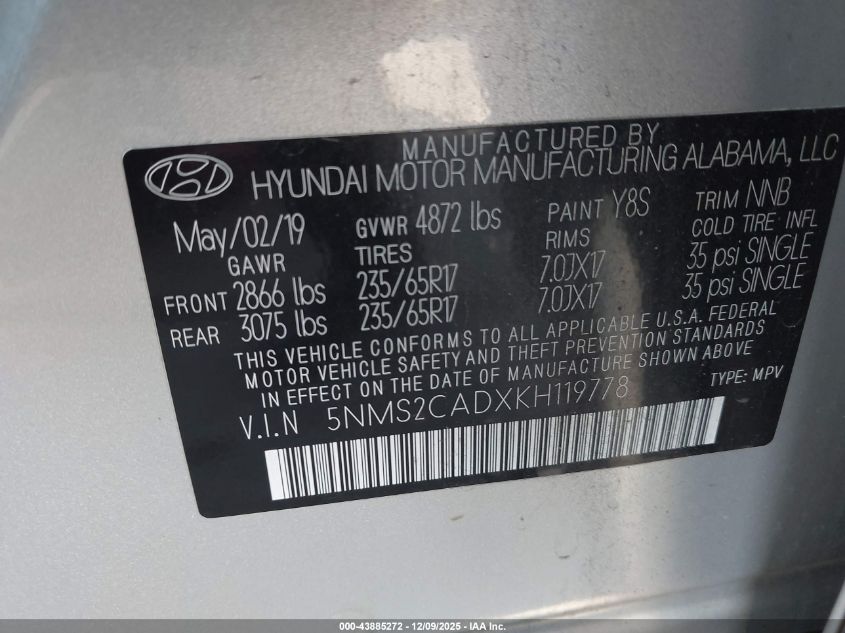 MANUFACTURED BY
HYUNDAI MOTOR MANUFACTURING ALABAMA, LLC
May/02/19 GVWR 4872 lbs PAINT Y8S TRIM NNB
GAWR TIRES RIMS COLD TIRE INFL
FRONT 2866 lbs 235/65R17 7.0JX17 35 psi SINGLE
REAR 3075 lbs 235/65R17 7.0JX17 35 psi SINGLE
THIS VEHICLE CONFORMS TO ALL APPLICABLE U.S.A. FEDERAL
MOTOR VEHICLE SAFETY AND THEFT PREVENTION STANDARDS
IN EFFECT ON THE DATE OF MANUFACTURE SHOWN ABOVE
V.I.N 5NMS2CADXKH119778 TYPE: MPV
000-43885272 - 12/09/2025 - IAA Inc.